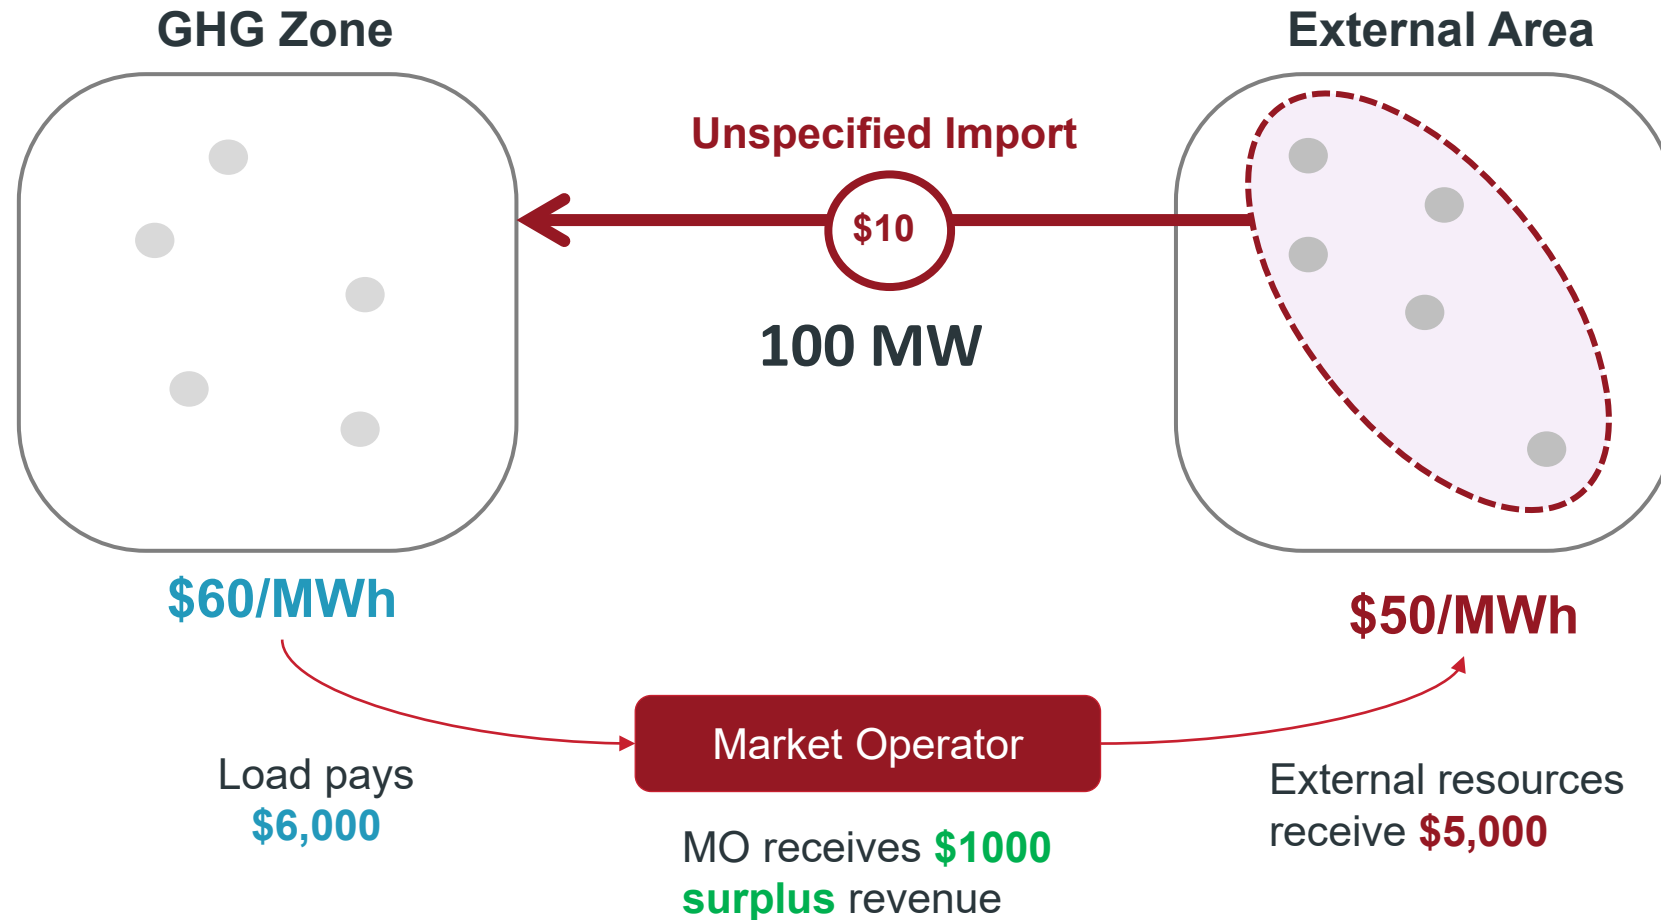 GHG Zone
External Area
Unspecified Import
$10
100 MW
$60/MWh
$50/MWh
Market Operator
Load pays
$6,000
MO receives $1000
surplus revenue
External resources
receive $5,000